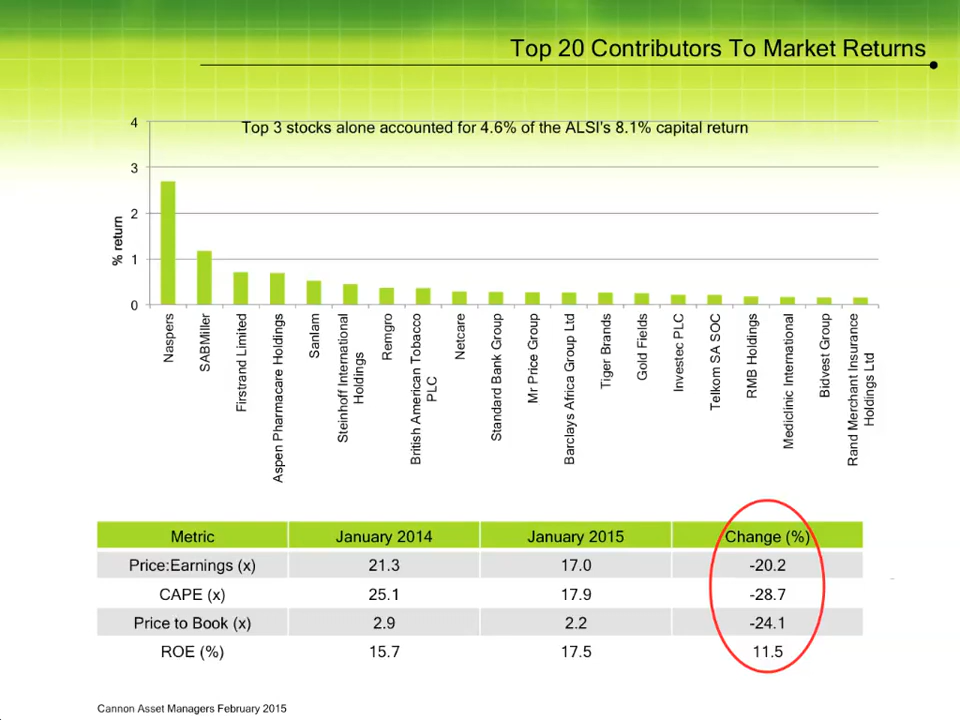 Top 20 Contributors To Market Returns
Top 3 stocks alone accounted for 4.6% of the ALSI's 8.1% capital return
4
3
2
1
0
% return
Naspers
SABMiller
Firstrand Limited
Aspen Pharmacare Holdings
Sanlam
Steinhoff International
Holdings
Remgro
British American Tobacco
PLC
Netcare
Standard Bank Group
Mr Price Group
Barclays Africa Group Ltd
Tiger Brands
Gold Fields
Investec PLC
Telkom SA SOC
RMB Holdings
Mediclinic International
Bidvest Group
Rand Merchant Insurance
Holdings Ltd
Metric January 2014 January 2015 Change (%)
Price:Earnings (x) 21.3 17.0 -20.2
CAPE (x) 25.1 17.9 -28.7
Price to Book (x) 2.9 2.2 -24.1
ROE (%) 15.7 17.5 11.5
Cannon Asset Managers February 2015